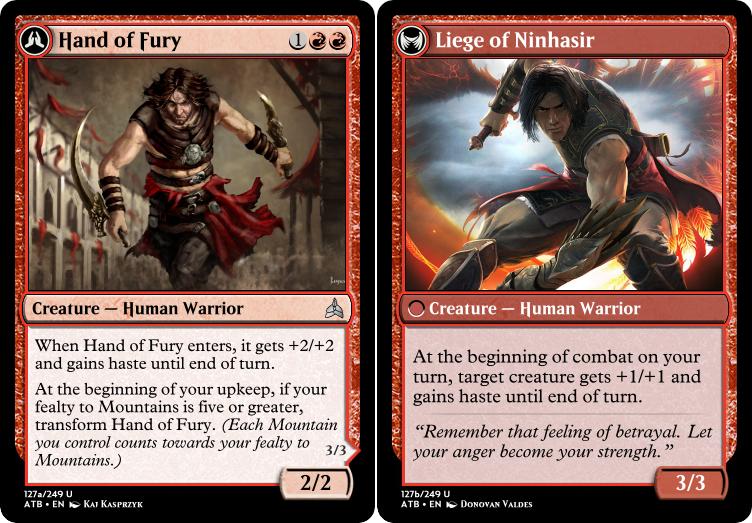 Hand of Fury
1
Creature — Human Warrior
When Hand of Fury enters, it gets +2/+2
and gains haste until end of turn.
At the beginning of your upkeep, if your
fealty to Mountains is five or greater,
transform Hand of Fury. (Each Mountain
you control counts towards your fealty to
Mountains.)
3/3
2/2
127a/249 U
ATB • EN Kaj Kasprzyk
Liege of Ninhasir
Creature — Human Warrior
At the beginning of combat on your
turn, target creature gets +1/+1 and
gains haste until end of turn.
“Remember that feeling of betrayal. Let
your anger become your strength.”
3/3
127b/249 U
ATB • EN Donovan Valdes